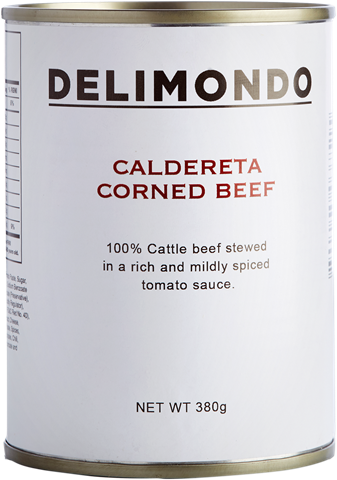 DELIMONDO
CALDERETA
CORNED BEEF
100% Cattle beef stewed
in a rich and mildly spiced
tomato sauce.
NET WT 380g